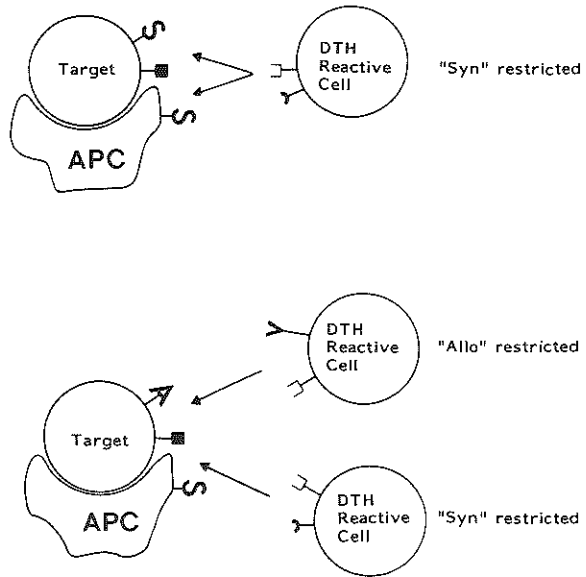 S
Target
S
APC
DTH
Reactive
Cell
"Syn" restricted
DTH
Reactive
Cell
"Allo" restricted
A
Target
S
APC
DTH
Reactive
Cell
"Syn" restricted